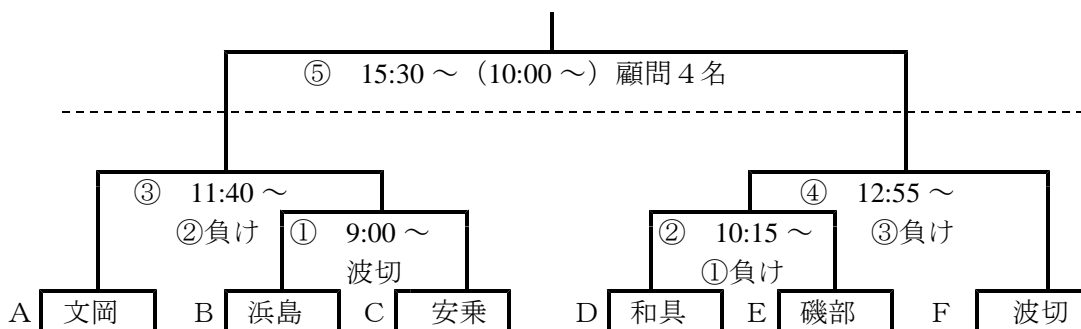 ⑤ 15:30 ～（10:00 ～）顧問４名
③ 11:40 ～ ④ 12:55 ～
②負け ① 9:00 ～ ② 10:15 ～ ③負け
波切 ①負け
A 文岡 B 浜島 C 安乗 D 和具 E 磯部 F 波切